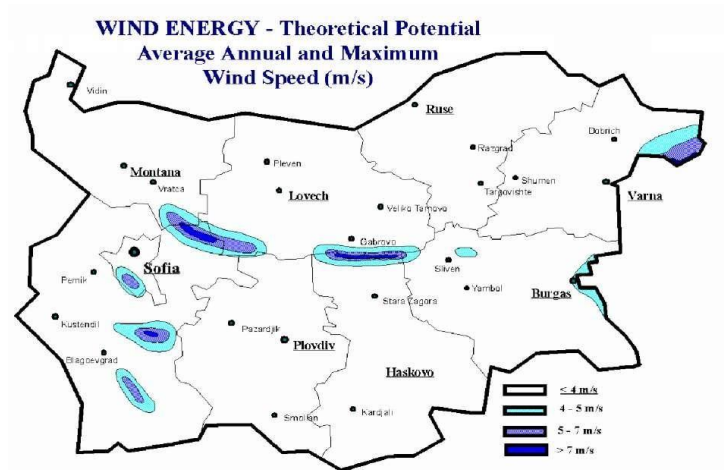 WIND ENERGY - Theoretical Potential
Average Annual and Maximum
Wind Speed (m/s)
Vidin
Ruse
Dobrich
Razgrad
Pleven
Montana
Vratca
Lovech
Targovishte
Shumen
Varna
Veliko Tarnovo
Gabrovo
Sofia
Sliven
Pernik
Yambol
Burgas
Stara Zagora
Kustendil
Pazardjik
Plovdiv
Blagoevgrad
Haskovo
Smolian
Kardjali
≤ 4 m/s
4 - 5 m/s
5 - 7 m/s
> 7 m/s